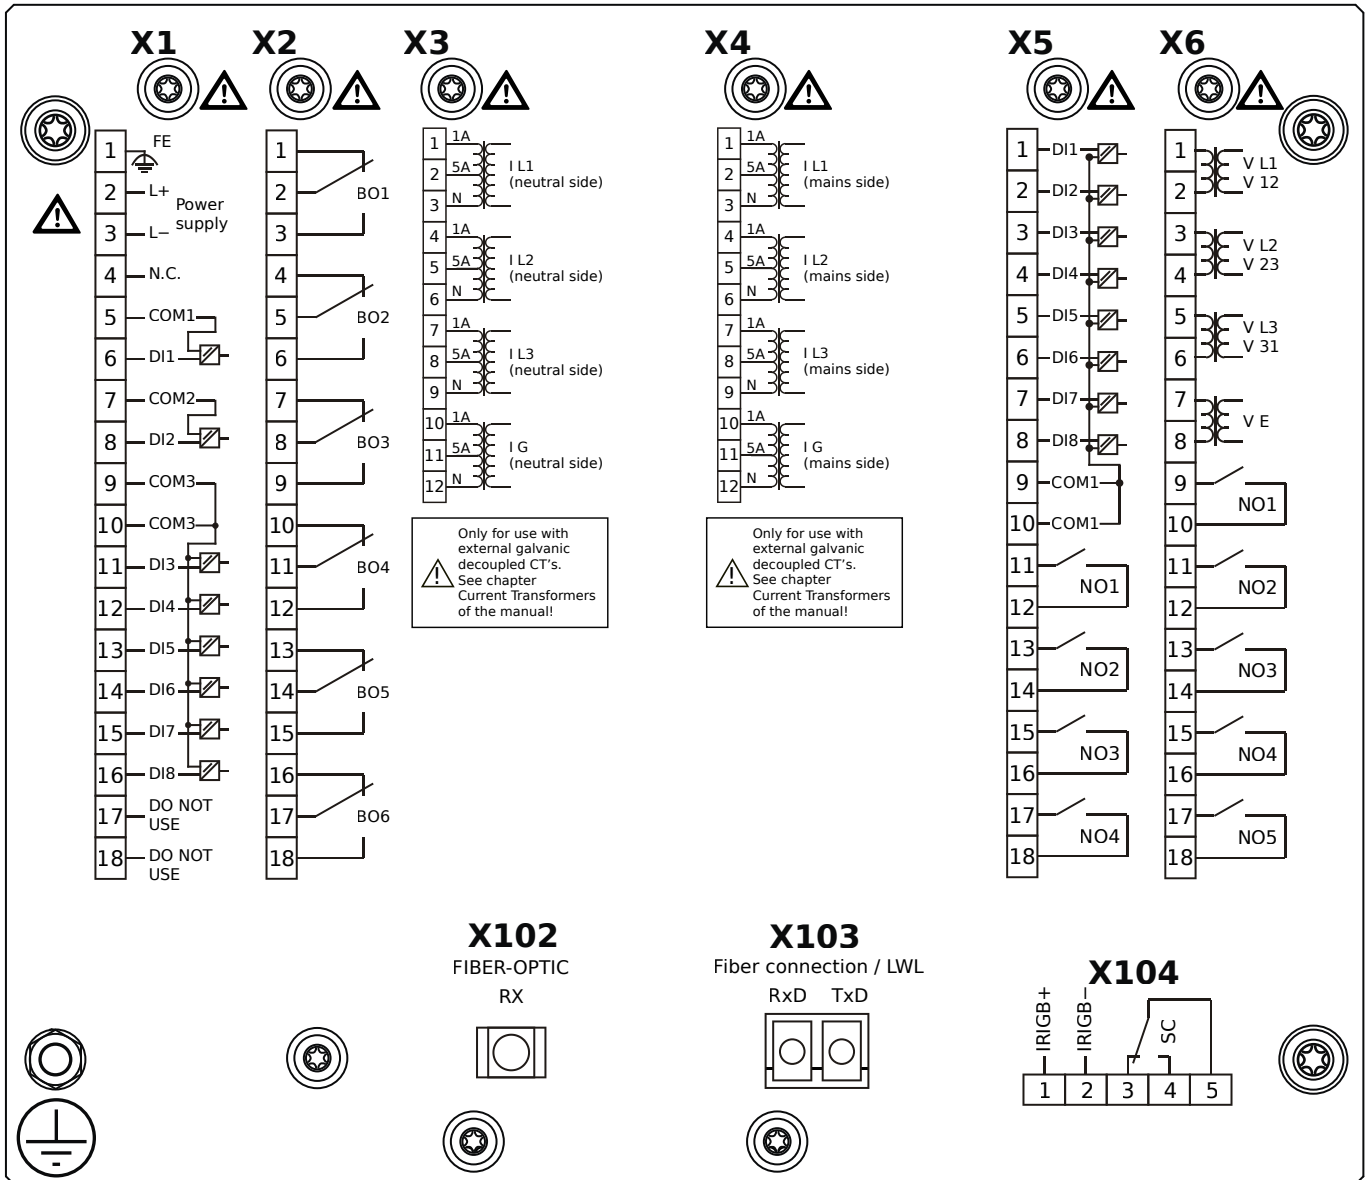 X1
1
FE
2
L+
Power
supply
3
L−
4
N.C.
5
COM1
6
DI1
7
COM2
8
DI2
9
COM3
10
COM3
11
DI3
12
DI4
13
DI5
14
DI6
15
DI7
16
DI8
17
DO NOT
USE
18
DO NOT
USE
X2
1
2
BO1
3
4
5
BO2
6
7
8
BO3
9
10
11
BO4
12
13
14
BO5
15
16
17
BO6
18
X3
1
1A
2
5A
3
N
I L1
(neutral side)
4
1A
5
5A
6
N
I L2
(neutral side)
7
1A
8
5A
9
N
I L3
(neutral side)
10
1A
11
5A
12
N
I G
(neutral side)
Only for use with
external galvanic
decoupled CT's.
See chapter
Current Transformers
of the manual!
X4
1
1A
2
5A
3
N
I L1
(mains side)
4
1A
5
5A
6
N
I L2
(mains side)
7
1A
8
5A
9
N
I L3
(mains side)
10
1A
11
5A
12
N
I G
(mains side)
Only for use with
external galvanic
decoupled CT's.
See chapter
Current Transformers
of the manual!
X5
1
DI1
2
DI2
3
DI3
4
DI4
5
DI5
6
DI6
7
DI7
8
DI8
9
COM1
10
COM1
11
NO1
12
13
NO2
14
15
NO3
16
17
NO4
18
X6
1
V L1
V 12
2
3
V L2
V 23
4
5
V L3
V 31
6
7
V E
8
9
NO1
10
11
NO2
12
13
NO3
14
15
NO4
16
17
NO5
18
X102
FIBER-OPTIC
RX
X103
Fiber connection / LWL
RxD TxD
X104
IRIGB+
IRIGB−
SC
1 2 3 4 5